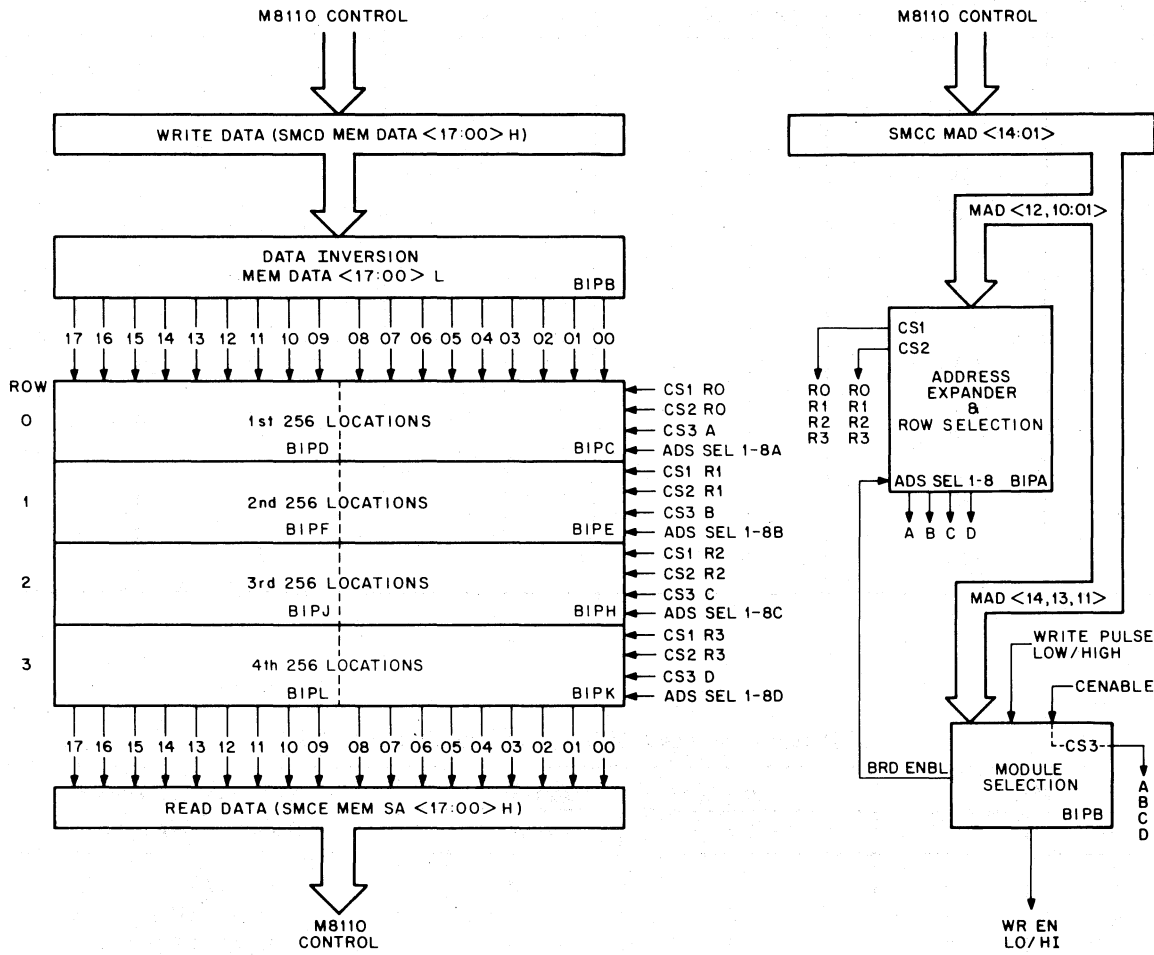 M8110 CONTROL
WRITE DATA (SMCD MEM DATA <17:00> H)
DATA INVERSION
MEM DATA <17:00> L
BIPB
17 16 15 14 13 12 11 10 09 08 07 06 05 04 03 02 01 00
ROW
0
1st 256 LOCATIONS
BIPD
BIPC
CS1 R0
CS2 R0
CS3 A
ADS SEL 1-8A
1
2nd 256 LOCATIONS
BIPF
BIPE
CS1 R1
CS2 R1
CS3 B
ADS SEL 1-8B
2
3rd 256 LOCATIONS
BIPJ
BIPH
CS1 R2
CS2 R2
CS3 C
ADS SEL 1-8C
3
4th 256 LOCATIONS
BIPL
BIPK
CS1 R3
CS2 R3
CS3 D
ADS SEL 1-8D
17 16 15 14 13 12 11 10 09 08 07 06 05 04 03 02 01 00
READ DATA (SMCE MEM SA <17:00> H)
M8110
CONTROL
M8110 CONTROL
SMCC MAD <14:01>
MAD <12,10:01>
CS1
CS2
ADDRESS
EXPANDER
&
ROW SELECTION
R0 R0
R1 R1
R2 R2
R3 R3
ADS SEL 1-8 BIPA
A B C D
MAD <14,13,11>
WRITE PULSE
LOW/HIGH
CENABLE
CS3
BRD ENBL
MODULE
SELECTION
BIPB
A
B
C
D
WR EN
LO/HI